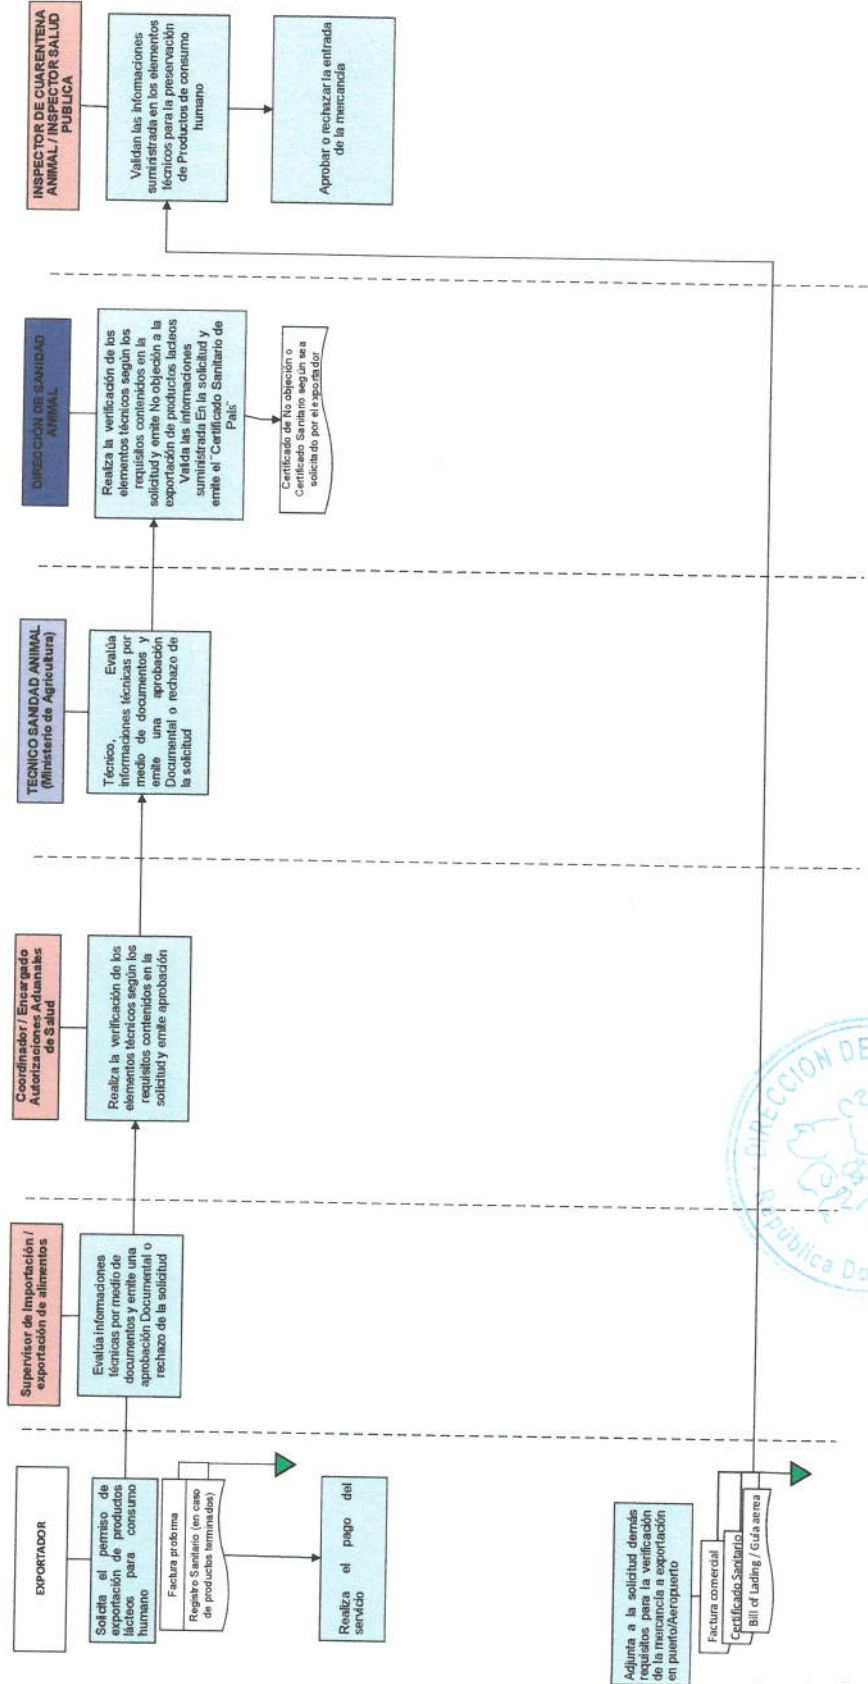 EXPORTADOR
Solicita el permiso de
exportación de productos
lácteos para consumo
humano
Factura proforma
Registro Sanitario (en caso
de productos terminados)
Realiza el pago del
servicio
Adjunta a la solicitud demás
requisitos para la verificación
de la mercancia a exportación
en puerto/Aeropuerto
Factura comercial
Certificado Sanitario
Bill of Lading / Guia aerea
Supervisor de Importación /
exportación de alimentos
Evalúa informaciones
técnicas por medio de
documentos y emite una
aprobación Documental o
rechazo de la solicitud
Coordinador / Encargado
Autorizaciones Aduanales
de Salud
Realiza la verificación de los
elementos técnicos según los
requisitos contenidos en la
solicitud y emite aprobación
TECNICO SANIDAD ANIMAL
(Ministerio de Agricultura)
Técnico, Evalúa
informaciones técnicas por
medio de documentos y
emite una aprobación
Documental o rechazo de
la solicitud
DIRECCIÓN DE SANIDAD
ANIMAL
Realiza la verificación de los
elementos técnicos según los
requisitos contenidos en la
solicitud y emite No objeción a la
exportación de productos lacteos
Valida las informaciones
suministrada En la solicitud y
emite el "Certificado Sanitario de
País"
Certificado de No objeción o
Certificado Sanitario según sea
solicitado por el exportador
INSPECTOR DE CUARENTENA
ANIMAL / INSPECTOR SALUD
PUBLICA
Validan las informaciones
suministrada en los elementos
técnicos para la preservación
de Productos de consumo
humano
Aprobar o rechazar la entrada
de la mercancía
DIRECCION DE
República Do